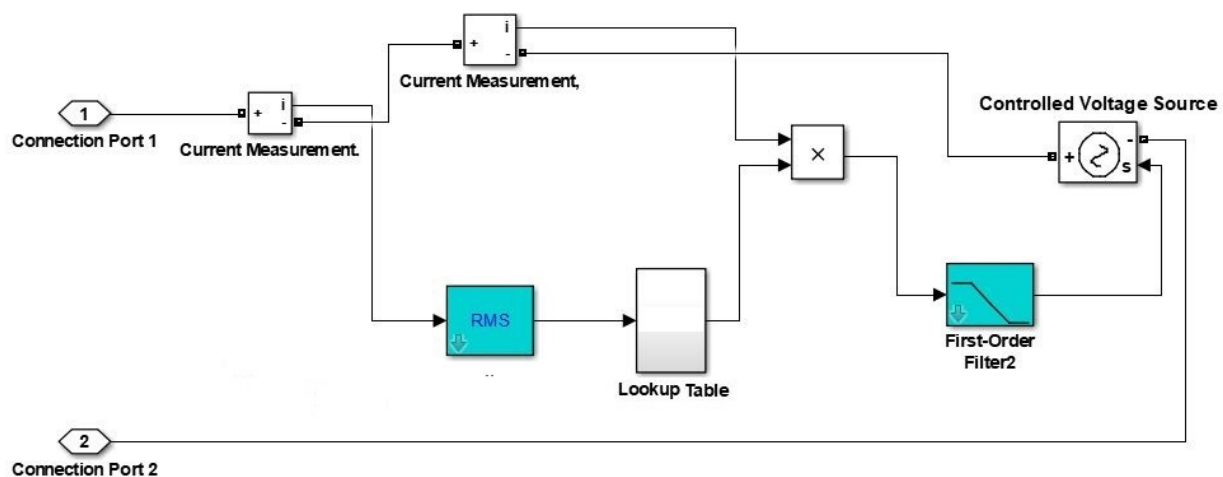 i
+
-
Current Measurement,
Controlled Voltage Source
1
Connection Port 1
+
i
-
Current Measurement.
×
+
-
s
RMS
..
Lookup Table
First-Order
Filter2
2
Connection Port 2